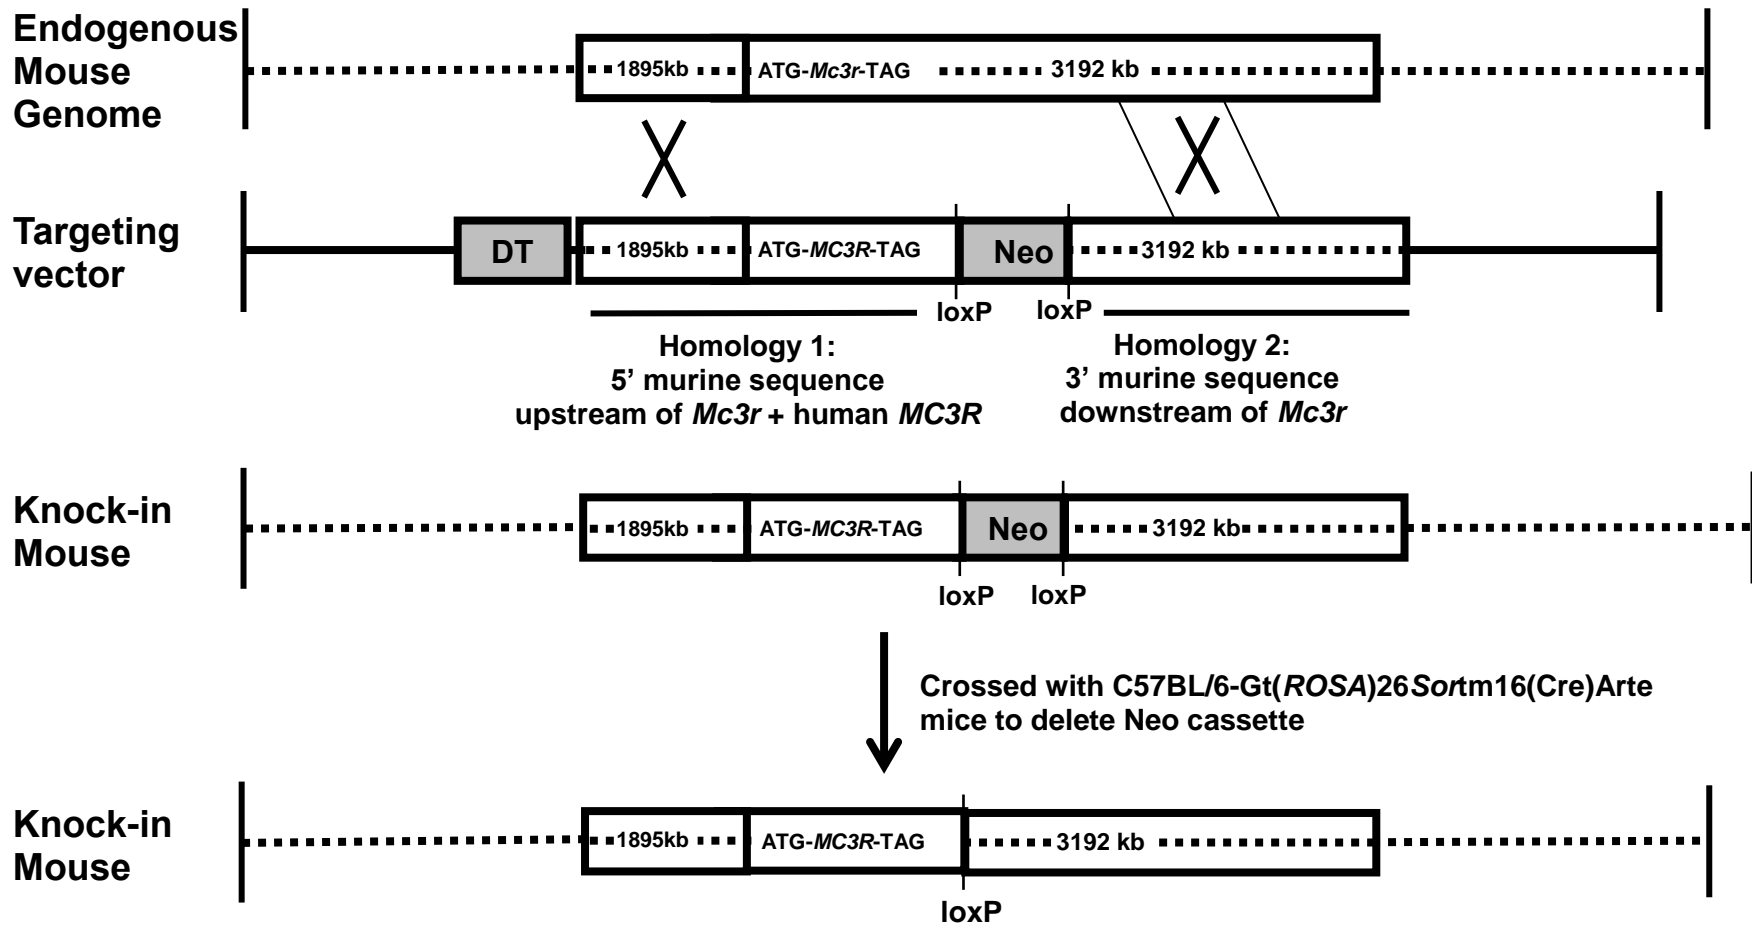 Endogenous
Mouse
Genome
1895kb
ATG-Mc3r-TAG
3192 kb
Targeting
vector
DT
1895kb
ATG-MC3R-TAG
Neo
3192 kb
loxP
loxP
Homology 1:
5’ murine sequence
upstream of Mc3r + human MC3R
Homology 2:
3’ murine sequence
downstream of Mc3r
Knock-in
Mouse
1895kb
ATG-MC3R-TAG
Neo
3192 kb
loxP
loxP
Crossed with C57BL/6-Gt(ROSA)26Sortm16(Cre)Arte
mice to delete Neo cassette
Knock-in
Mouse
1895kb
ATG-MC3R-TAG
3192 kb
loxP